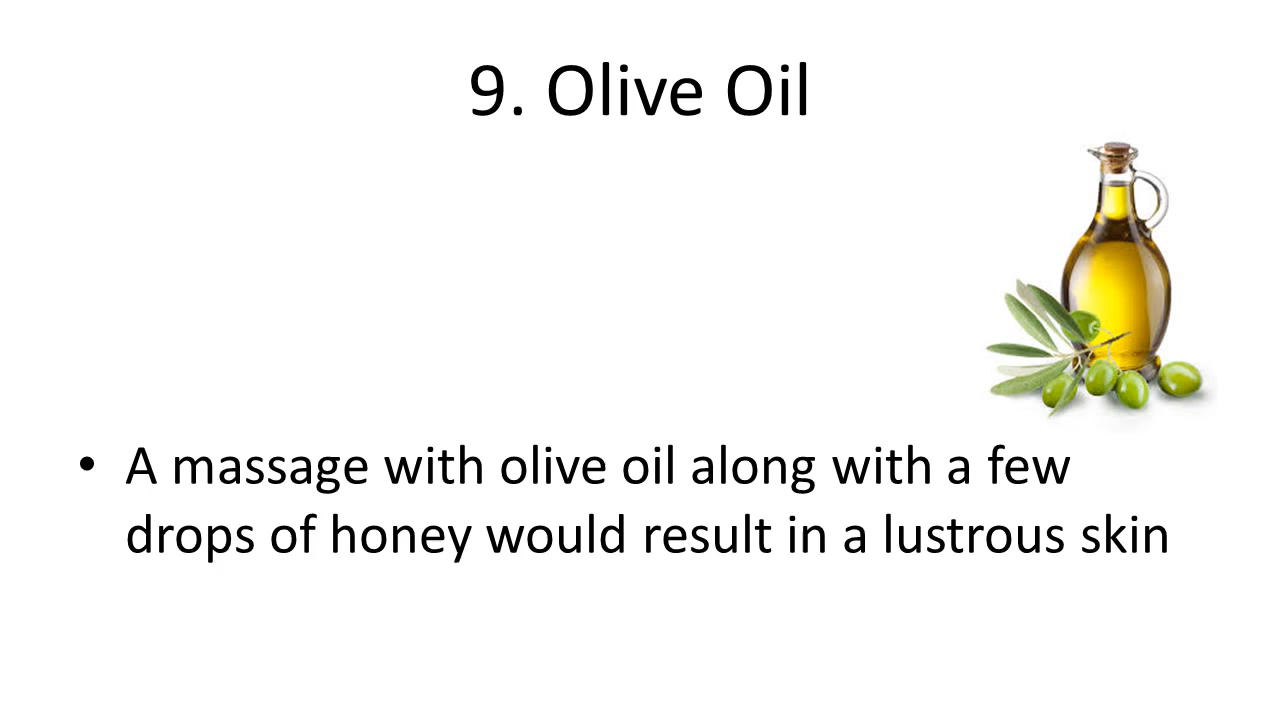 9. Olive Oil
• A massage with olive oil along with a few
drops of honey would result in a lustrous skin